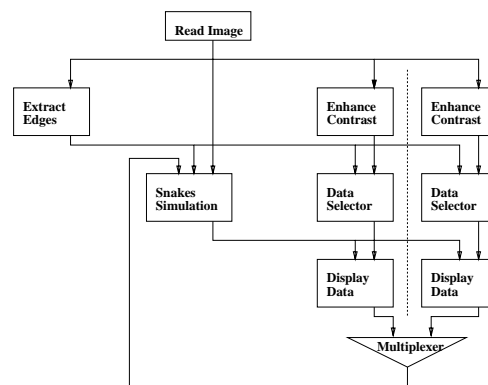 Read Image
Extract
Edges
Enhance
Contrast
Enhance
Contrast
Snakes
Simulation
Data
Selector
Data
Selector
Display
Data
Display
Data
Multiplexer